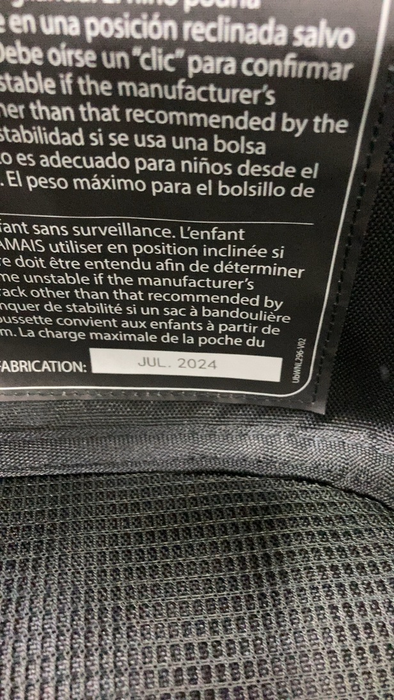 e en una posición reclinada salvo
Debe oírse un "clic" para confirmar
stable if the manufacturer's
her than that recommended by the
stabilidad si se usa una bolsa
o es adecuado para niños desde el
. El peso máximo para el bolsillo de
fant sans surveillance. L'enfant
AMAIS utiliser en position inclinée si
re doit être entendu afin de déterminer
me unstable if the manufacturer's
rack other than that recommended by
nquer de stabilité si un sac à bandoulière
oussette convient aux enfants à partir de
m. La charge maximale de la poche du
FABRICATION: JUL. 2024